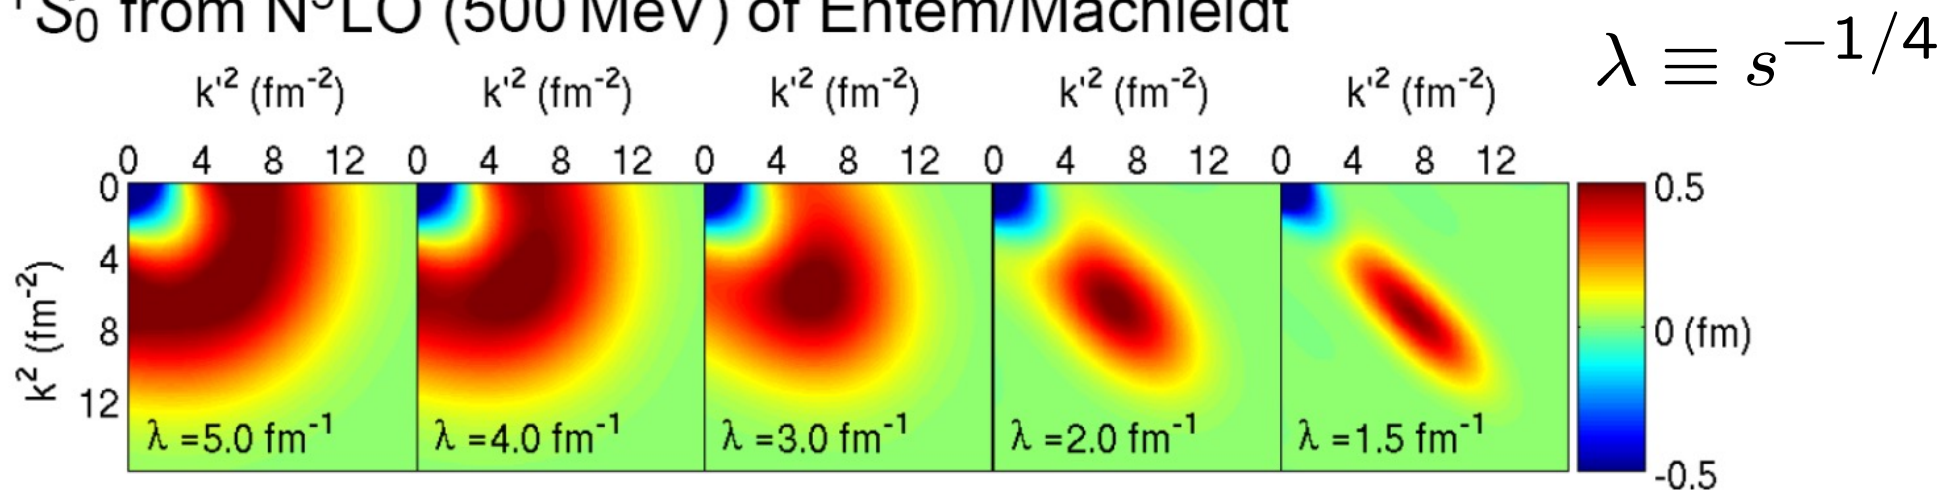 ¹S₀ from N³LO (500 MeV) of Entem/Machleidt
λ ≡ s^{−1/4}
k'² (fm⁻²) k'² (fm⁻²) k'² (fm⁻²) k'² (fm⁻²) k'² (fm⁻²)
0 4 8 12 0 4 8 12 0 4 8 12 0 4 8 12 0 4 8 12
k² (fm⁻²)
0
4
8
12
λ =5.0 fm⁻¹ λ =4.0 fm⁻¹ λ =3.0 fm⁻¹ λ =2.0 fm⁻¹ λ =1.5 fm⁻¹
0.5
0 (fm)
-0.5